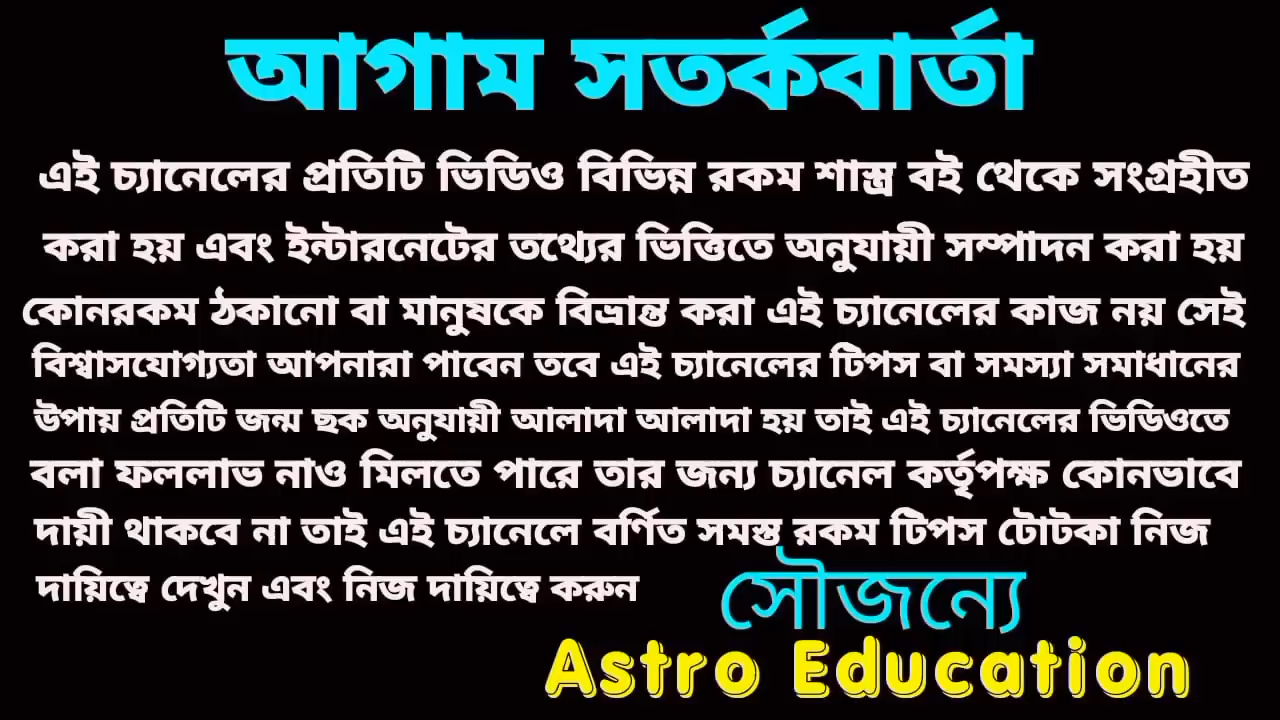 আগাম সতর্কবার্তা
এই চ্যানেলের প্রতিটি ভিডিও বিভিন্ন রকম শাস্ত্র বই থেকে সংগ্রহীত
করা হয় এবং ইন্টারনেটের তথ্যের ভিত্তিতে অনুযায়ী সম্পাদন করা হয়
কোনরকম ঠকানো বা মানুষকে বিভ্রান্ত করা এই চ্যানেলের কাজ নয় সেই
বিশ্বাসযোগ্যতা আপনারা পাবেন তবে এই চ্যানেলের টিপস বা সমস্যা সমাধানের
উপায় প্রতিটি জন্ম ছক অনুযায়ী আলাদা আলাদা হয় তাই এই চ্যানেলের ভিডিওতে
বলা ফললাভ নাও মিলতে পারে তার জন্য চ্যানেল কর্তৃপক্ষ কোনভাবে
দায়ী থাকবে না তাই এই চ্যানেলে বর্ণিত সমস্ত রকম টিপস টোটকা নিজ
দায়িত্বে দেখুন এবং নিজ দায়িত্বে করুন
সৌজন্যে
Astro Education